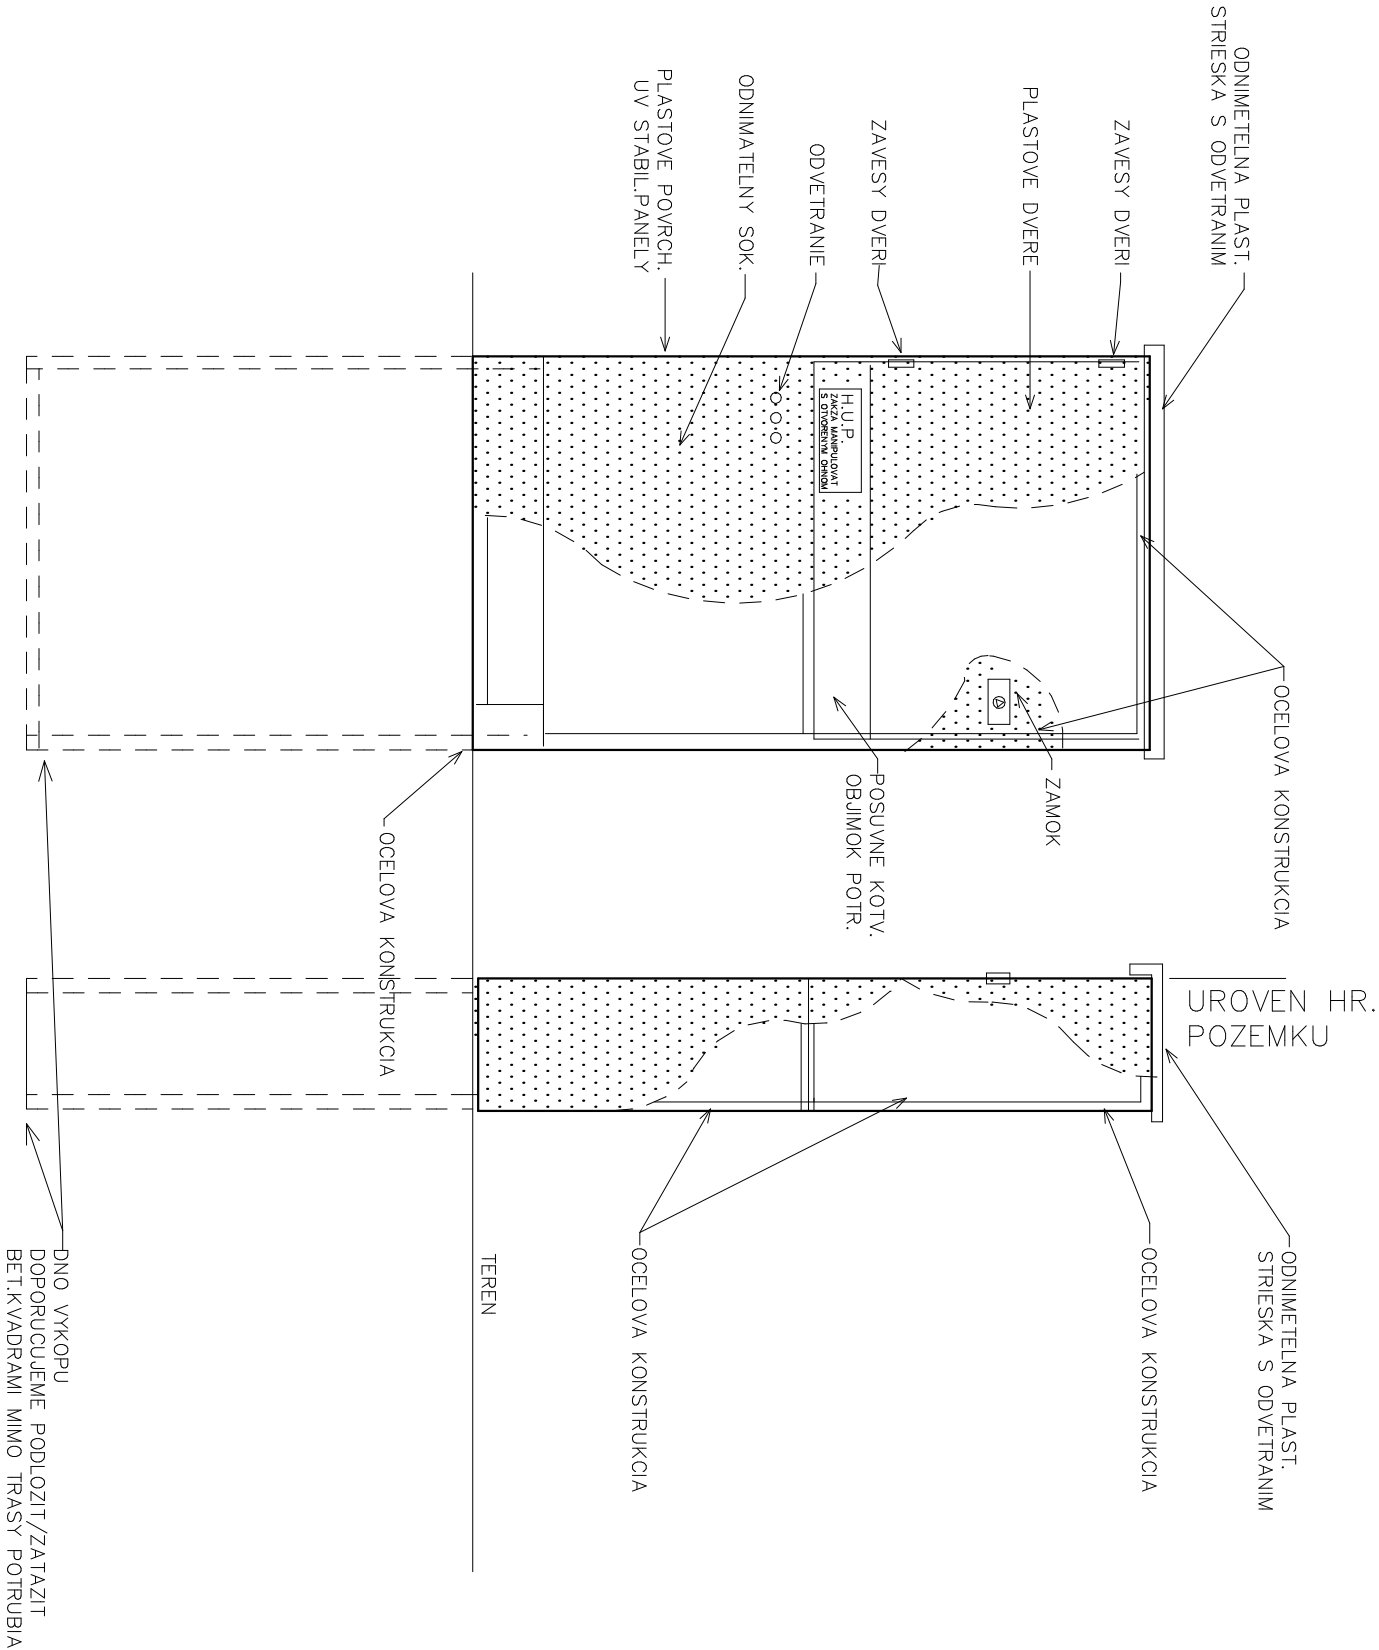 ODNIMETELNA PLAST.
STRIESKA S ODVETRANIM
ZAVESY DVERI
PLASTOVE DVERE
ZAVESY DVERI
ODVETRANIE
ODNIMATELNY SOK.
PLASTOVE POVRCH.
UV STABIL.PANELY
H.U.P.
ZAKZA MANIPULOVAT
S OTVORENYM OHNOM
OCELOVA KONSTRUKCIA
ZAMOK
POSUVNE KOTV.
OBJIMOK POTR.
OCELOVA KONSTRUKCIA
UROVEN HR.
POZEMKU
ODNIMETELNA PLAST.
STRIESKA S ODVETRANIM
OCELOVA KONSTRUKCIA
OCELOVA KONSTRUKCIA
TEREN
DNO VYKOPU
DOPORUCUJEME PODLOZIT/ZATAZIT
BET.KVADRAMI MIMO TRASY POTRUBIA